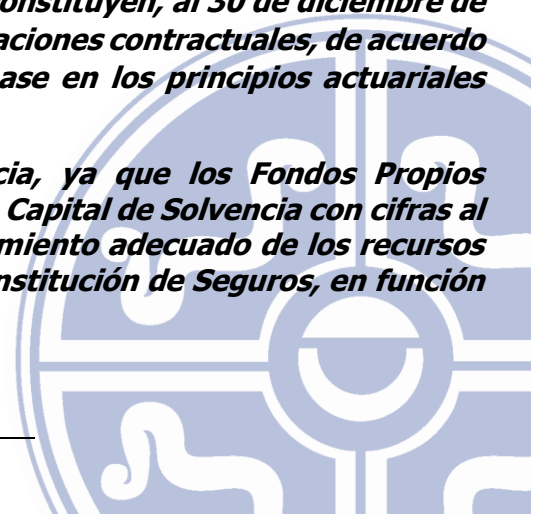 onstituyen, al 30 de diciembre de
aciones contractuales, de acuerdo
ase en los principios actuariales
cia, ya que los Fondos Propios
Capital de Solvencia con cifras al
miento adecuado de los recursos
nstitución de Seguros, en función